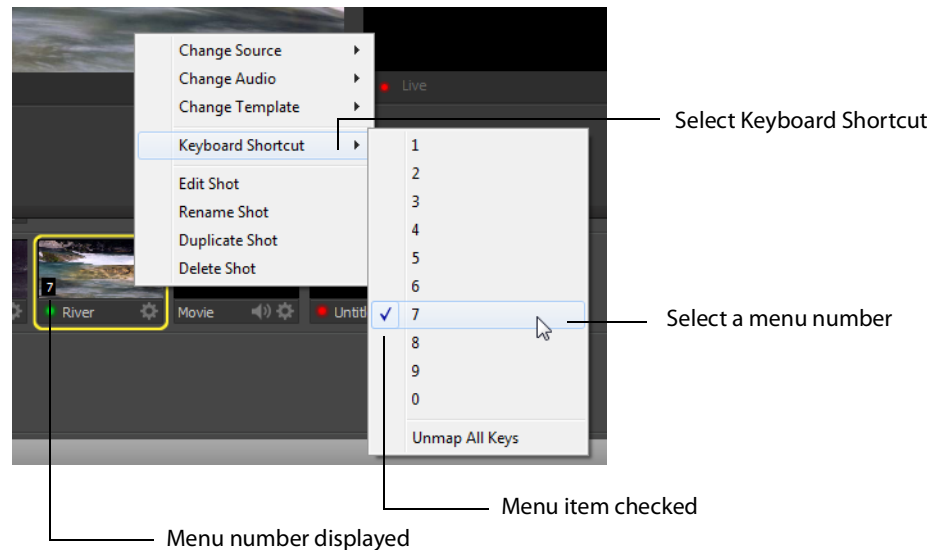 Change Source
Change Audio
Live
Change Template
Select Keyboard Shortcut
Keyboard Shortcut
1
2
Edit Shot
3
Rename Shot
4
Duplicate Shot
5
Delete Shot
6
7
River
Movie
Untitl
7
Select a menu number
8
9
0
Unmap All Keys
Menu item checked
Menu number displayed